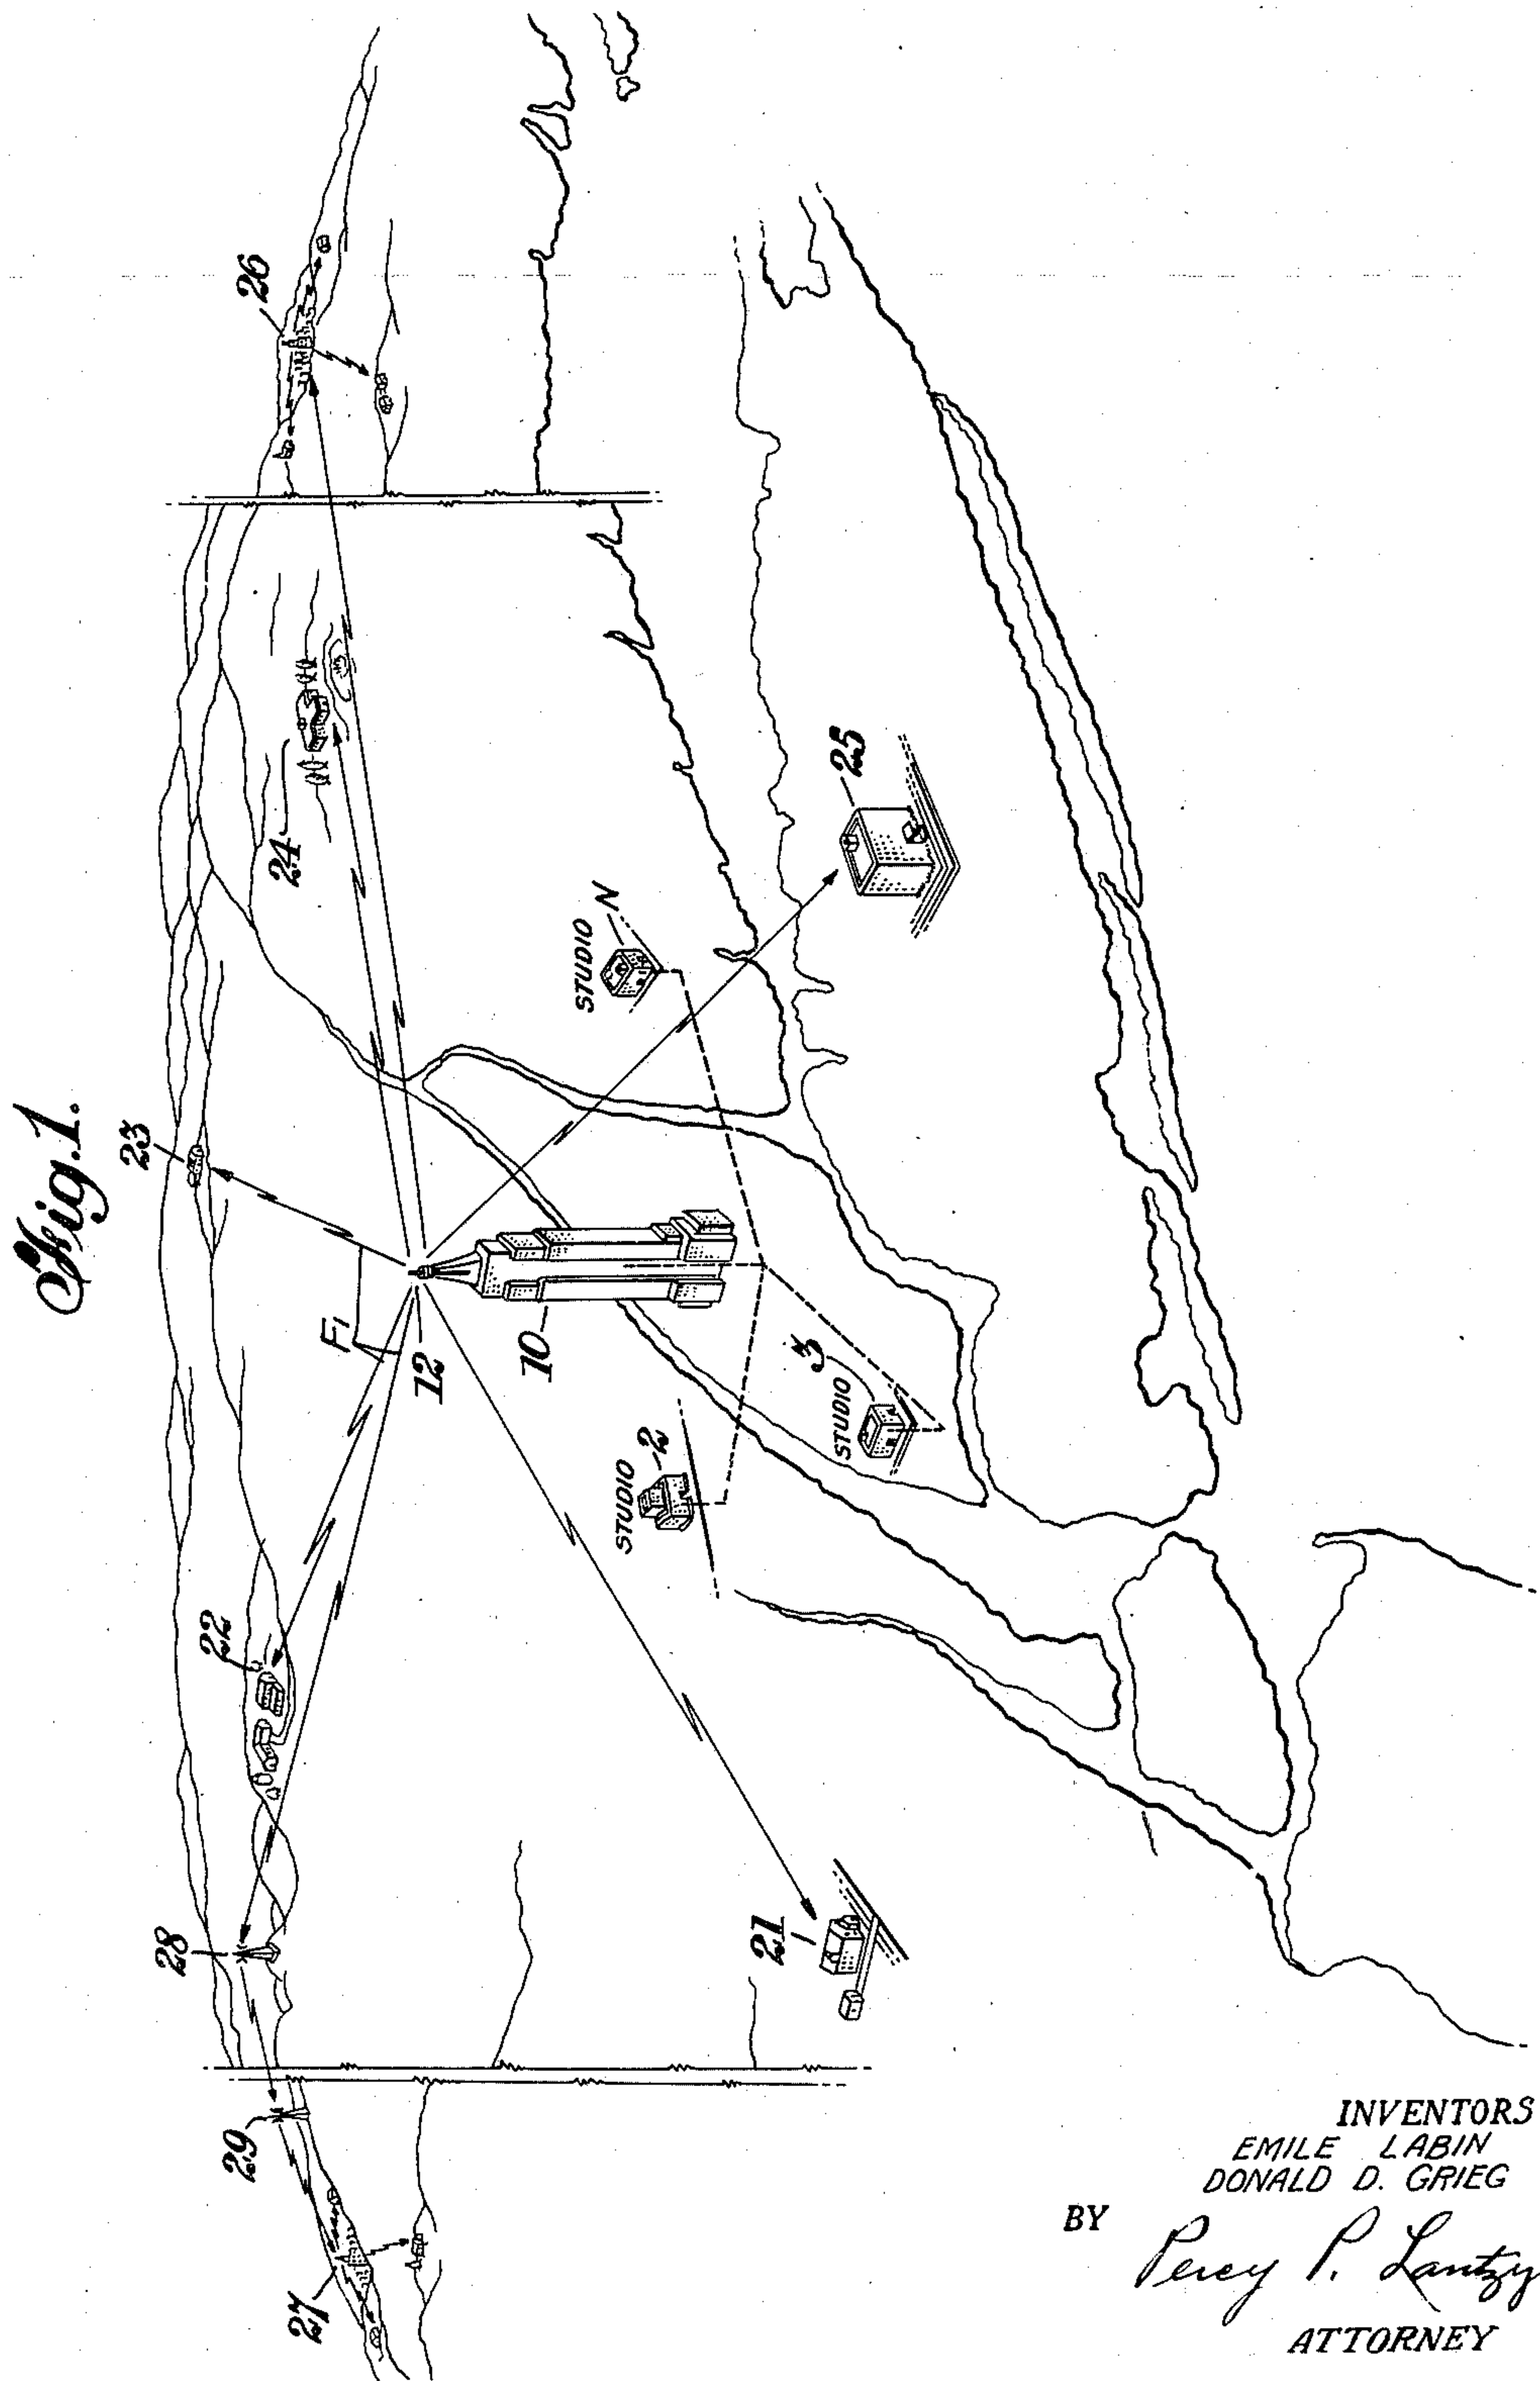 Fig. 1.
23
26
24
22
28
29
27
F1
12
10
STUDIO N
25
STUDIO 2
STUDIO 3
21
INVENTORS
EMILE LABIN
DONALD D. GRIEG
BY
Percy P. Lantzy
ATTORNEY